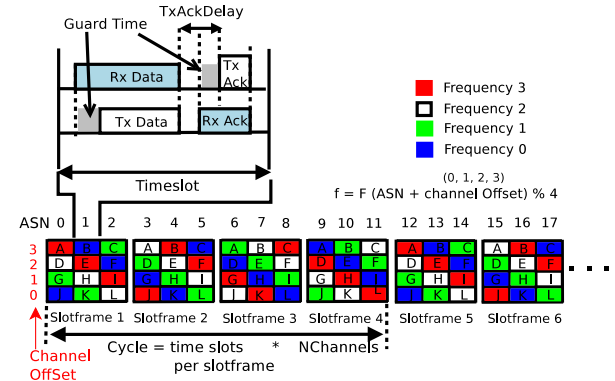 TxAckDelay
Guard Time
Rx Data
Tx
Ack
Tx Data
Rx Ack
Timeslot
Frequency 3
Frequency 2
Frequency 1
Frequency 0
(0, 1, 2, 3)
f = F (ASN + channel Offset) % 4
ASN 0 1 2 3 4 5 6 7 8 9 10 11 12 13 14 15 16 17
3 A B C A B C A B C A B C A B C A B C
2 D E F D E F D E F D E F D E F D E F
1 G H I G H I G H I G H I G H I G H I
0 J K L J K L J K L J K L J K L J K L
Slotframe 1 Slotframe 2 Slotframe 3 Slotframe 4 Slotframe 5 Slotframe 6
Cycle = time slots * NChannels
per slotframe
Channel
OffSet